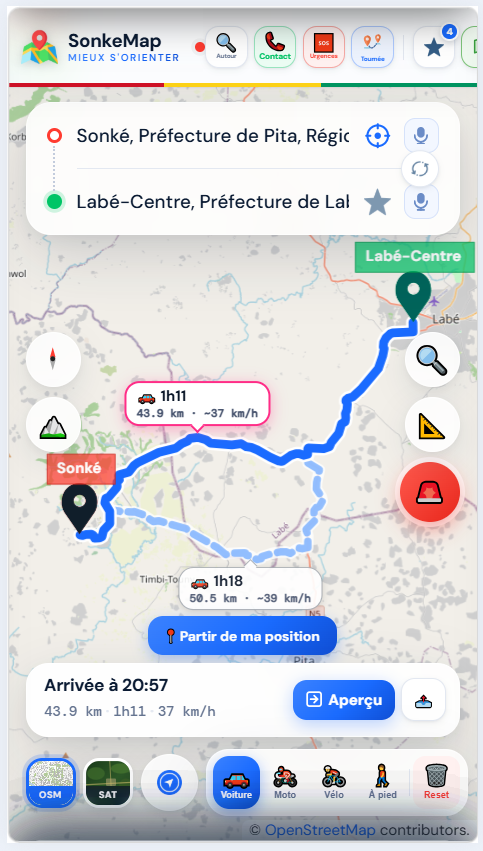 SonkeMap
MIEUX S'ORIENTER
Autour
Contact
SOS
Urgences
Tournée
4
Sonké, Préfecture de Pita, Régio
Labé-Centre, Préfecture de Lab
Labé-Centre
Labé
1h11
43.9 km · ~37 km/h
Sonké
Labé
1h18
50.5 km · ~39 km/h
Timbi-To
N5
Partir de ma position
Pita
Arrivée à 20:57
43.9 km · 1h11 · 37 km/h
Aperçu
OSM
SAT
Voiture
Moto
Vélo
À pied
Reset
© OpenStreetMap contributors.